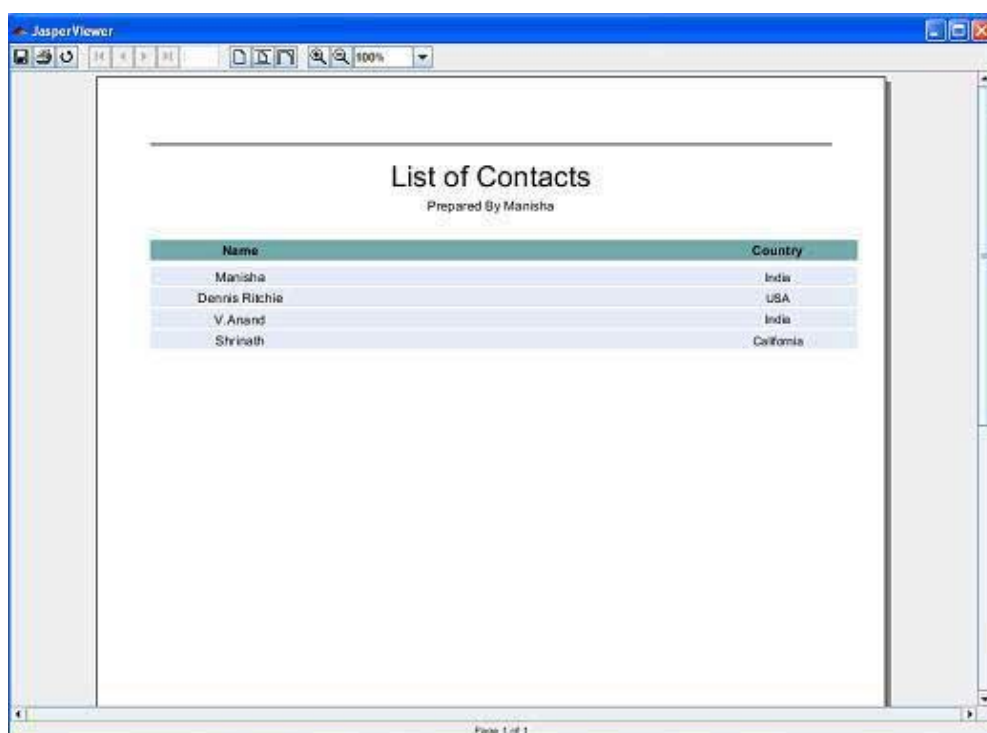 JasperViewer
100%
List of Contacts
Prepared By Manisha
Name Country
Manisha India
Dennis Ritchie USA
V.Anand India
Shrinath California
Page 1 of 1